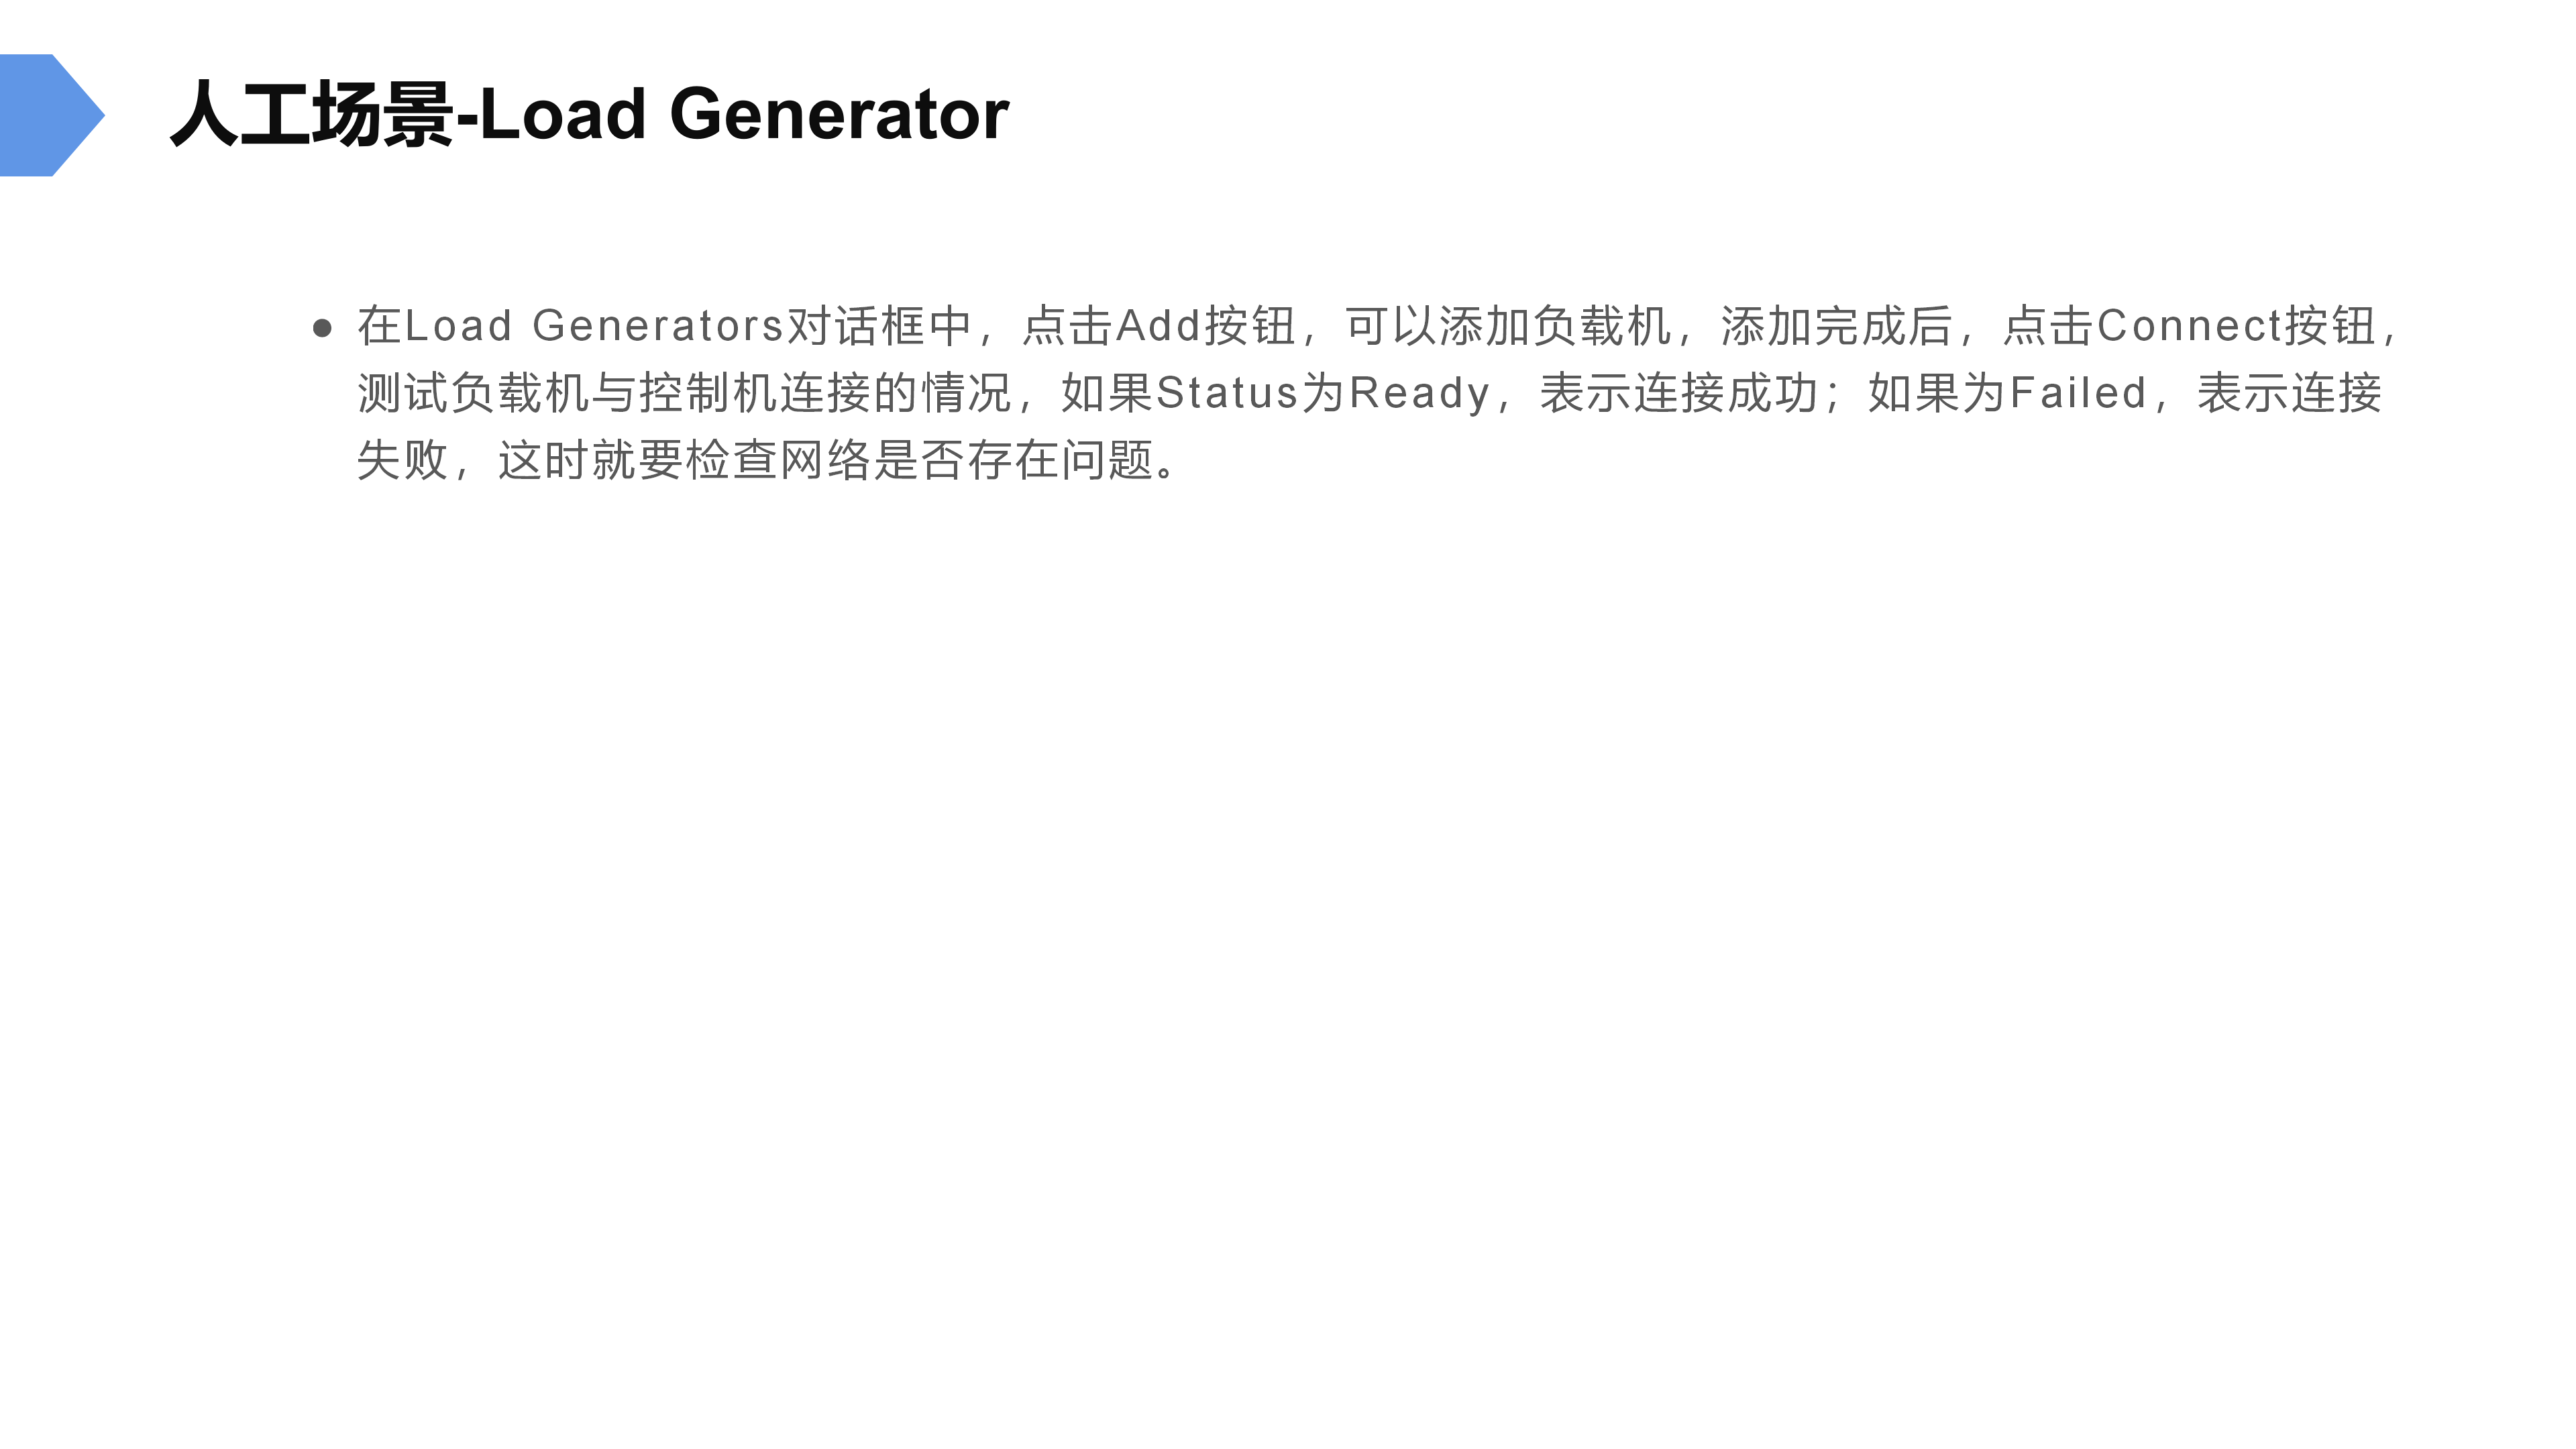 人工场景-Load Generator
● 在Load Generators对话框中，点击Add按钮，可以添加负载机，添加完成后，点击Connect按钮，
测试负载机与控制机连接的情况，如果Status为Ready，表示连接成功；如果为Failed，表示连接
失败，这时就要检查网络是否存在问题。